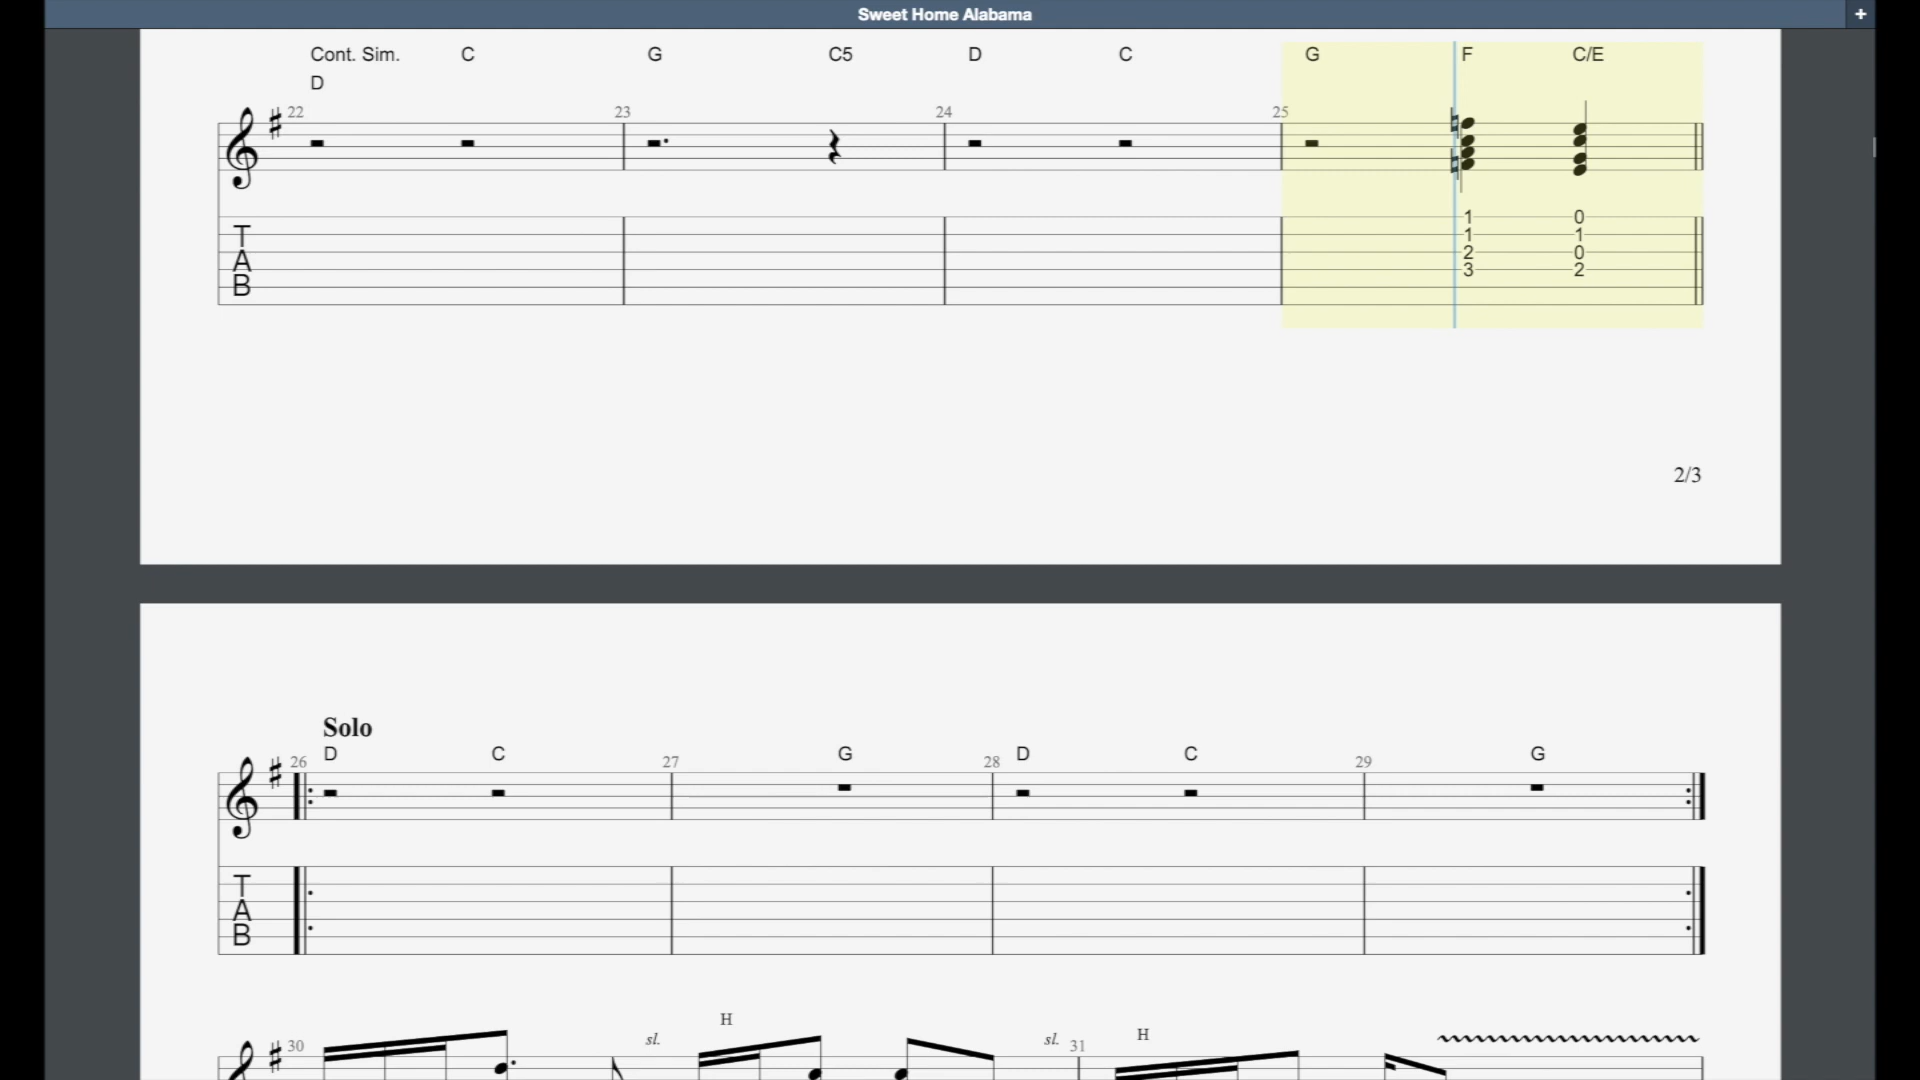 Sweet Home Alabama +
Cont. Sim. C G C5 D C G F C/E
D
22 23 24 25
1 0
T 1 1
A 2 0
3 2
B
2/3
Solo
D C G D C G
26 27 28 29
T
A
B
H
sl. sl. H
30 31